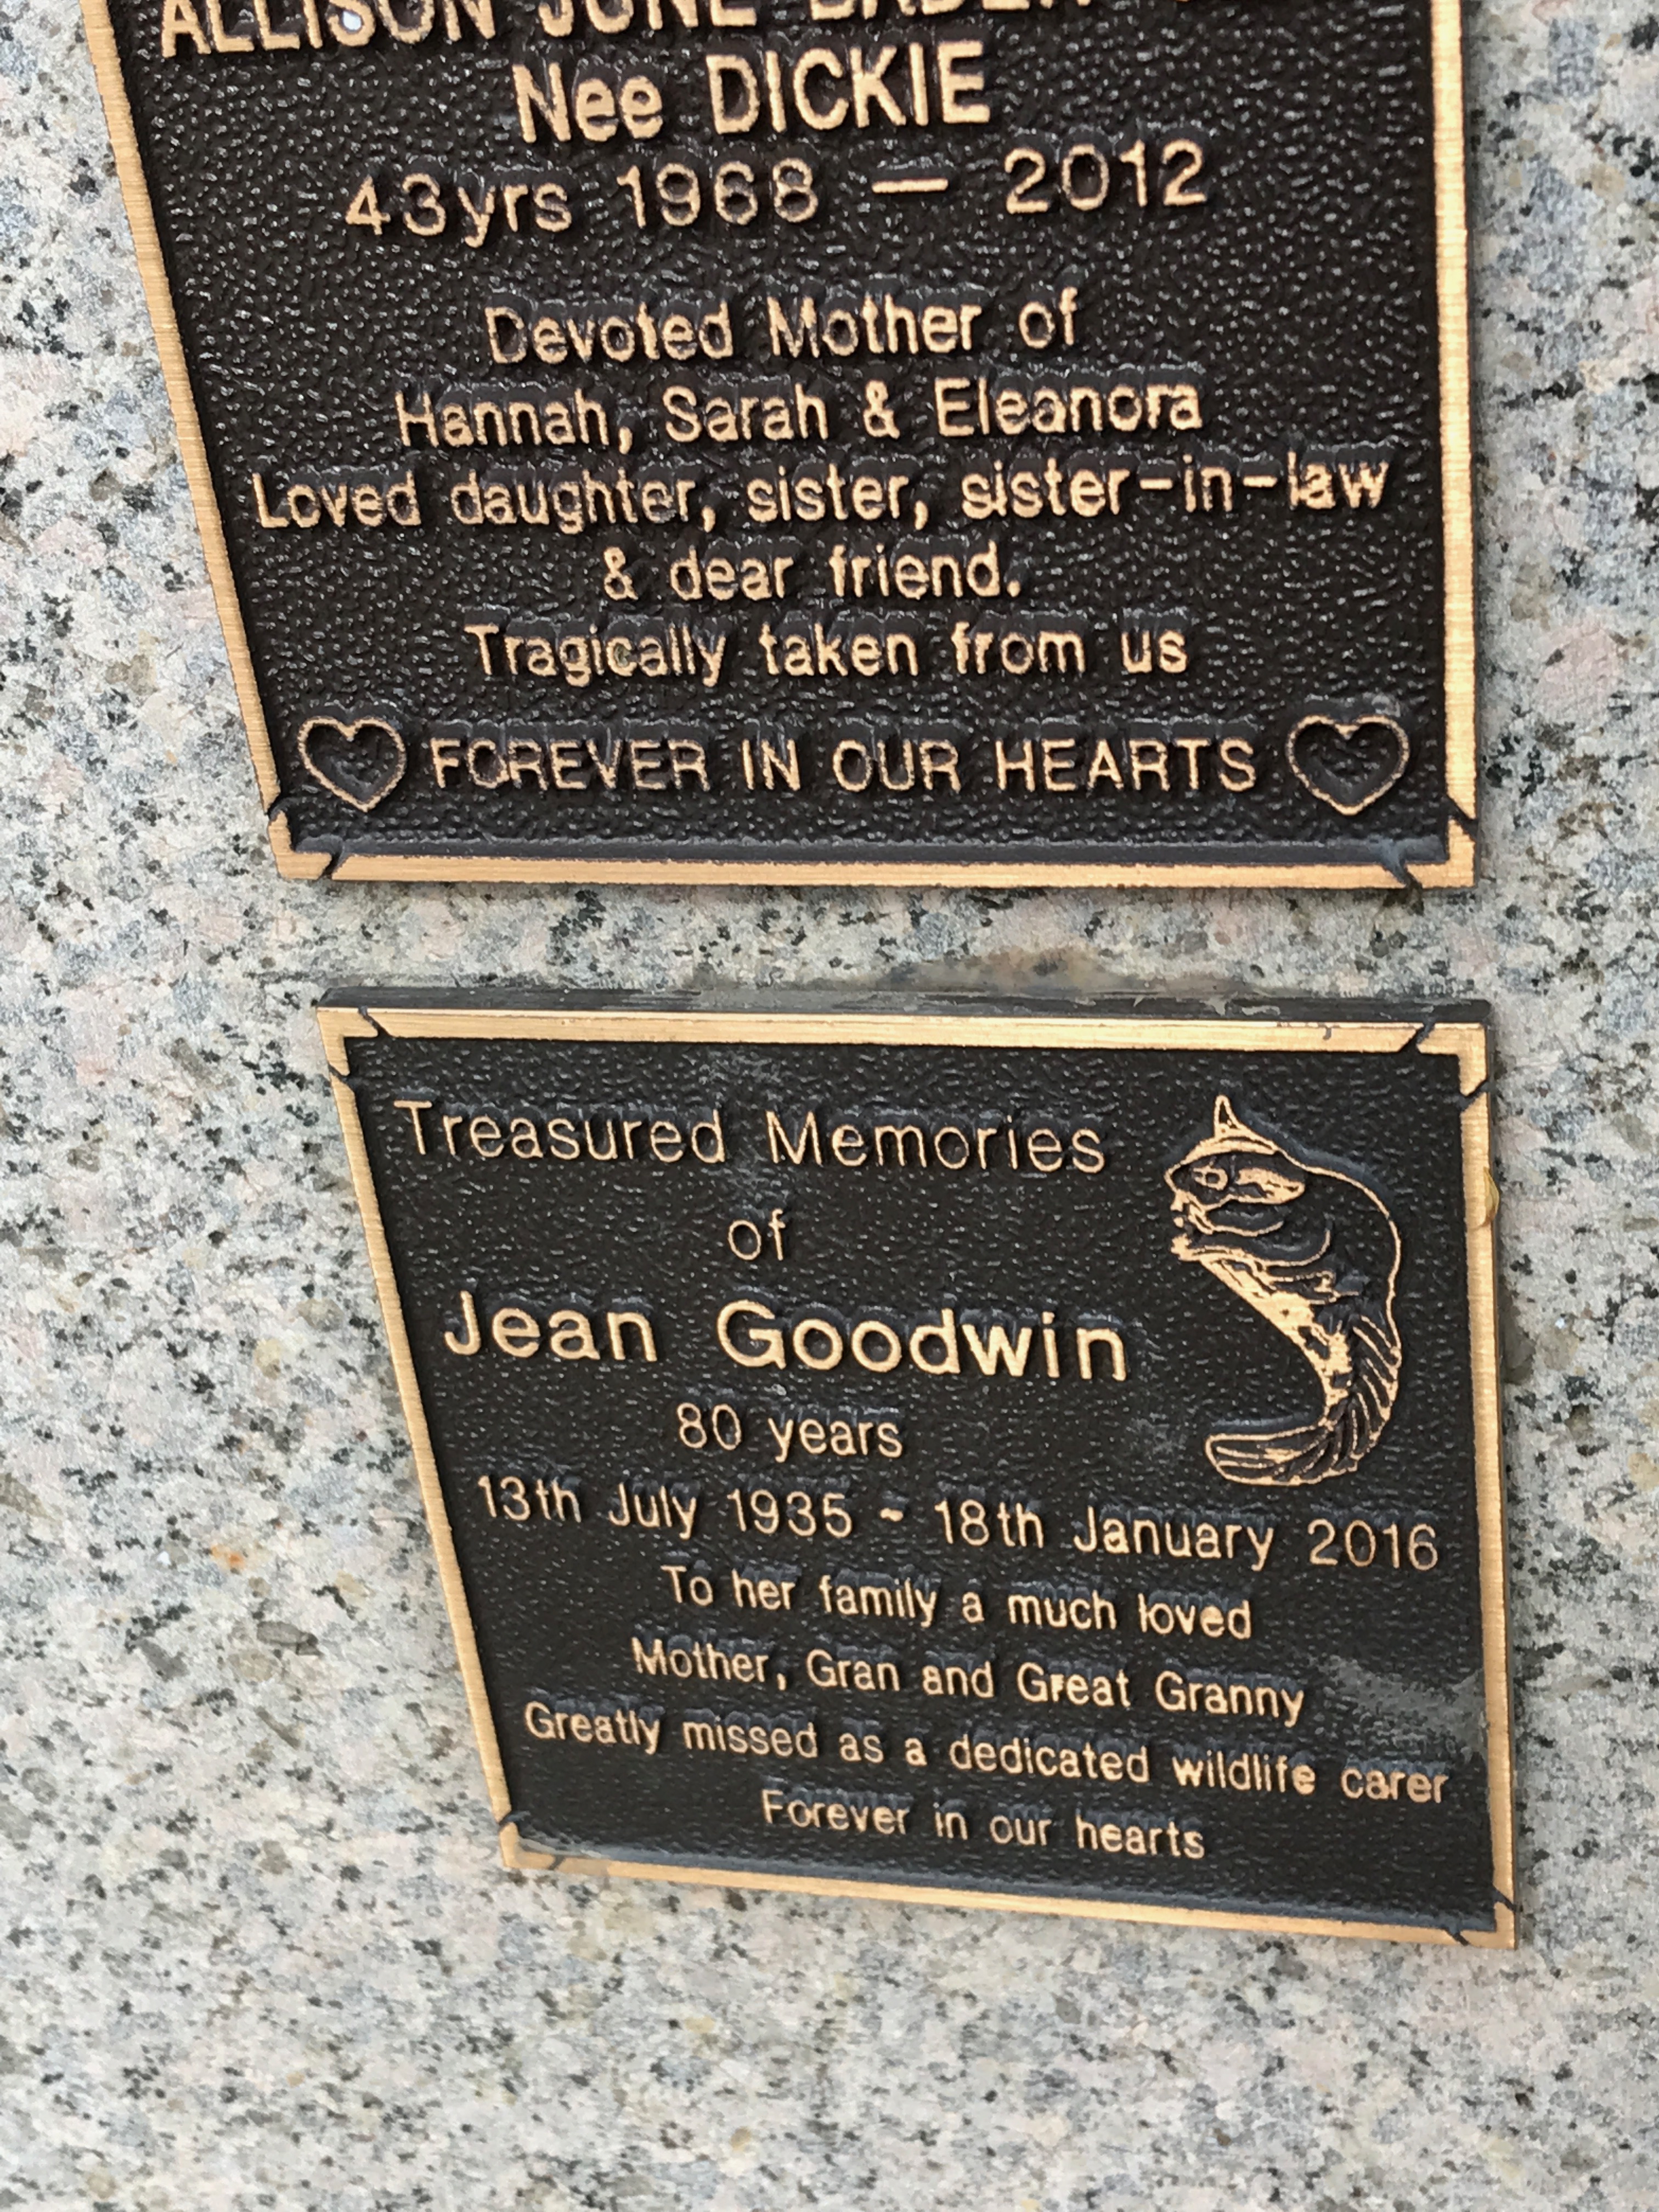 ALLISON JUNE
Nee DICKIE
43yrs 1968 — 2012
Devoted Mother of
Hannah, Sarah & Eleanora
Loved daughter, sister, sister-in-law
& dear friend.
Tragically taken from us
FOREVER IN OUR HEARTS
Treasured Memories
of
Jean Goodwin
80 years
13th July 1935 - 18th January 2016
To her family a much loved
Mother, Gran and Great Granny
Greatly missed as a dedicated wildlife carer
Forever in our hearts